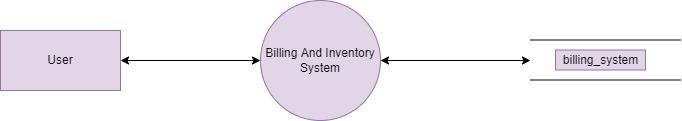 User
Billing And Inventory
System
billing_system